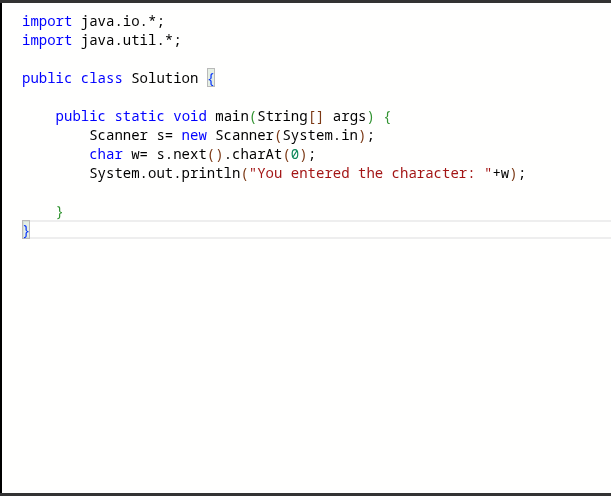 import java.io.*;
import java.util.*;

public class Solution {

    public static void main(String[] args) {
        Scanner s= new Scanner(System.in);
        char w= s.next().charAt(0);
        System.out.println("You entered the character: "+w);

    }
}